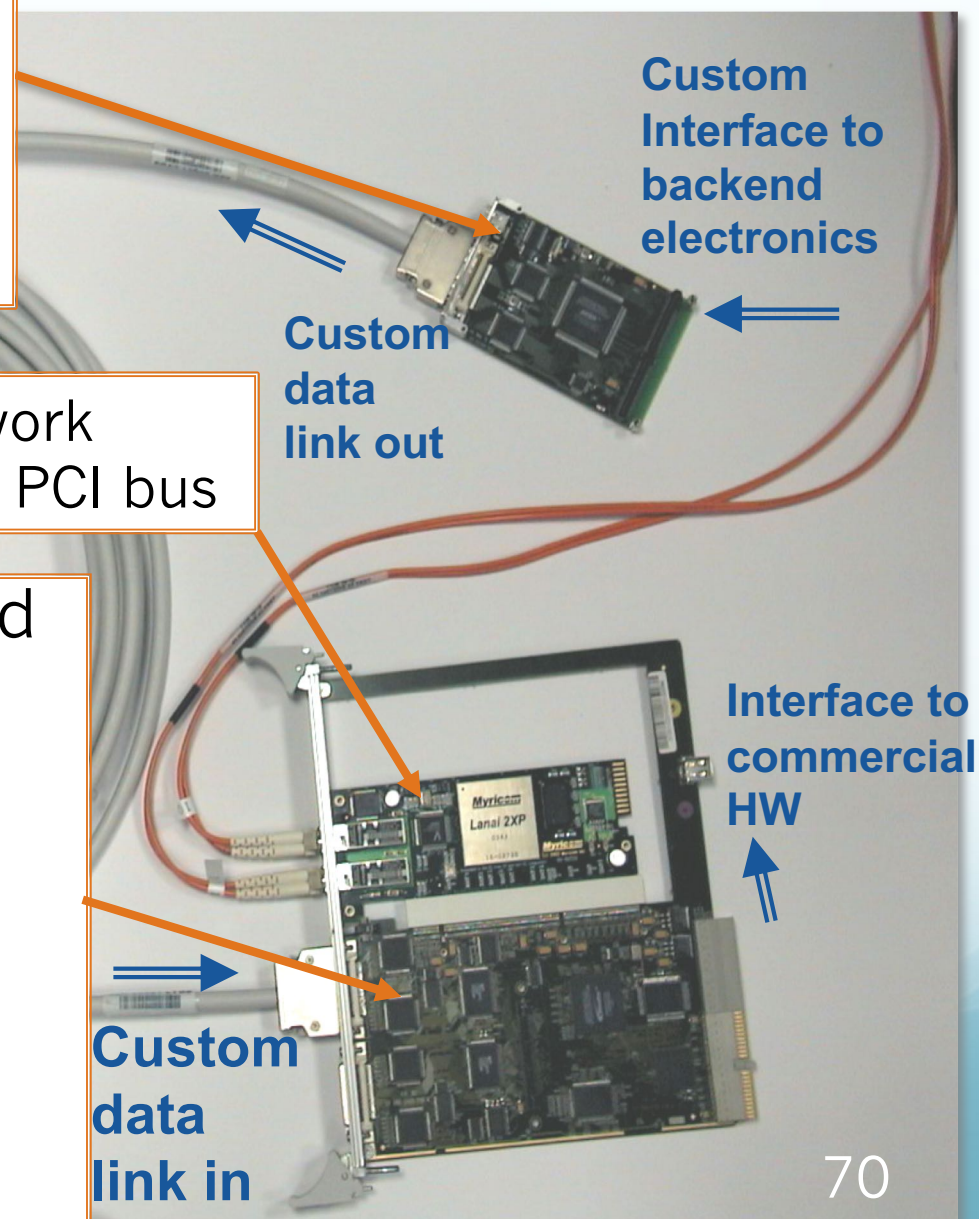 Custom
Interface to
backend
electronics
Custom
data
link out
work
PCI bus
d
Interface to
commercial
HW
Myricom
Lanai 2XP
Myricom
Custom
data
link in
70